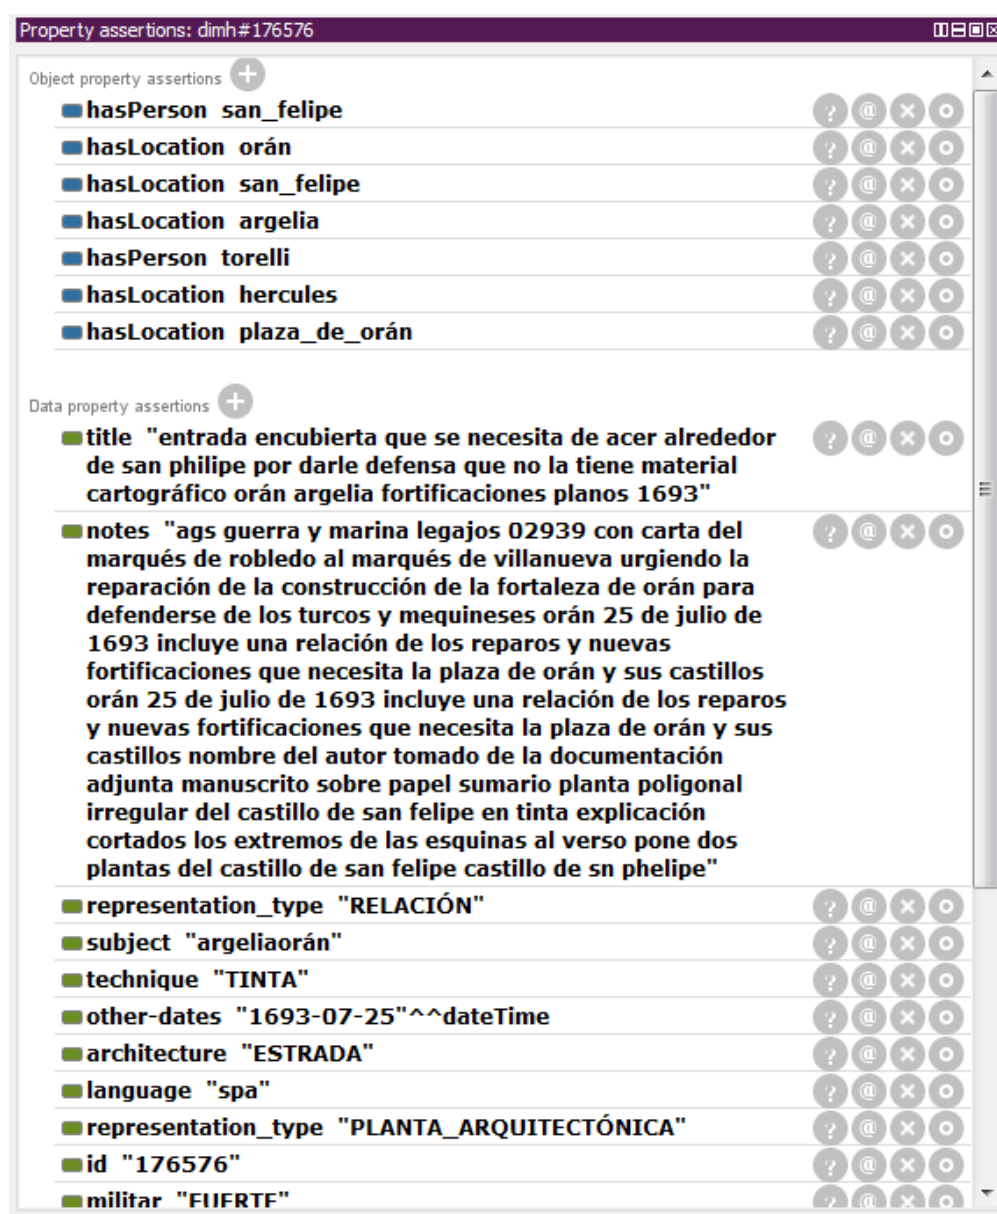 Property assertions: dimh#176576
Object property assertions
hasPerson san_felipe
hasLocation orán
hasLocation san_felipe
hasLocation argelia
hasPerson torelli
hasLocation hercules
hasLocation plaza_de_orán
Data property assertions
title "entrada encubierta que se necesita de acer alrededor
de san philipe por darle defensa que no la tiene material
cartográfico orán argelia fortificaciones planos 1693"
notes "ags guerra y marina legajos 02939 con carta del
marqués de robledo al marqués de villanueva urgiendo la
reparación de la construcción de la fortaleza de orán para
defenderse de los turcos y mequineses orán 25 de julio de
1693 incluye una relación de los reparos y nuevas
fortificaciones que necesita la plaza de orán y sus castillos
orán 25 de julio de 1693 incluye una relación de los reparos
y nuevas fortificaciones que necesita la plaza de orán y sus
castillos nombre del autor tomado de la documentación
adjunta manuscrito sobre papel sumario planta poligonal
irregular del castillo de san felipe en tinta explicación
cortados los extremos de las esquinas al verso pone dos
plantas del castillo de san felipe castillo de sn phelipe"
representation_type "RELACIÓN"
subject "argeliaorán"
technique "TINTA"
other-dates "1693-07-25"^^dateTime
architecture "ESTRADA"
language "spa"
representation_type "PLANTA_ARQUITECTÓNICA"
id "176576"
militar "FUERTE"